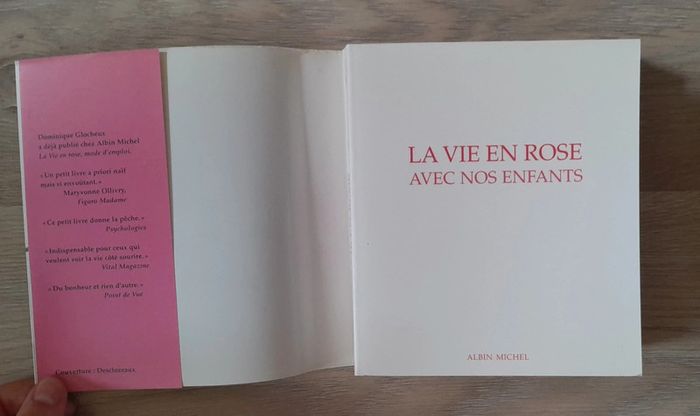 Dominique Glocheux
a déjà publié chez Albin Michel
La Vie en rose, mode d'emploi.
« Un petit livre a priori naïf
mais si envoûtant. »
Maryvonne Ollivry,
Figaro Madame
« Ce petit livre donne la pêche. »
Psychologies
« Indispensable pour ceux qui
veulent voir la vie côté sourire. »
Vital Magazine
« Du bonheur et rien d'autre. »
Point de Vue
Couverture : Desclozeaux
LA VIE EN ROSE
AVEC NOS ENFANTS
ALBIN MICHEL